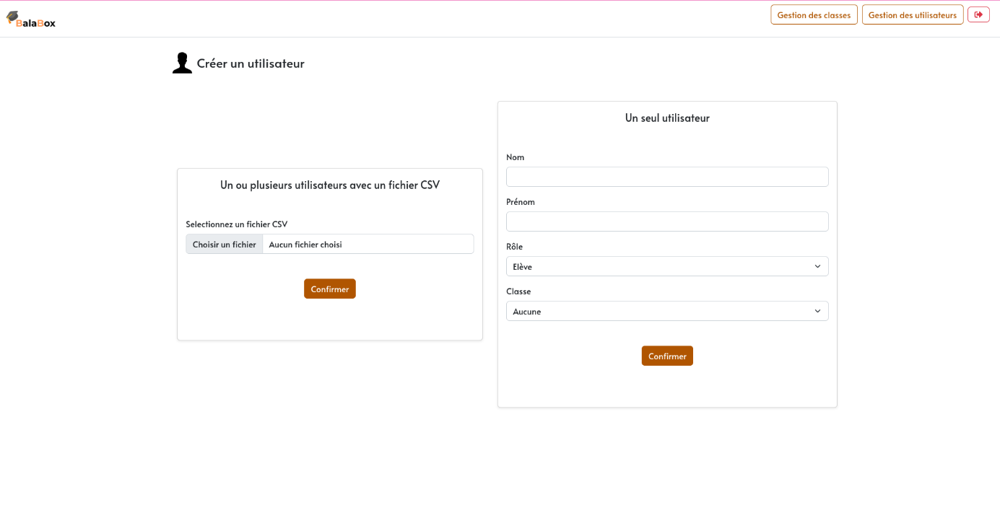 BalaBox
Gestion des classes
Gestion des utilisateurs
Créer un utilisateur
Un ou plusieurs utilisateurs avec un fichier CSV
Selectionnez un fichier CSV
Choisir un fichier Aucun fichier choisi
Confirmer
Un seul utilisateur
Nom
Prénom
Rôle
Elève
Classe
Aucune
Confirmer